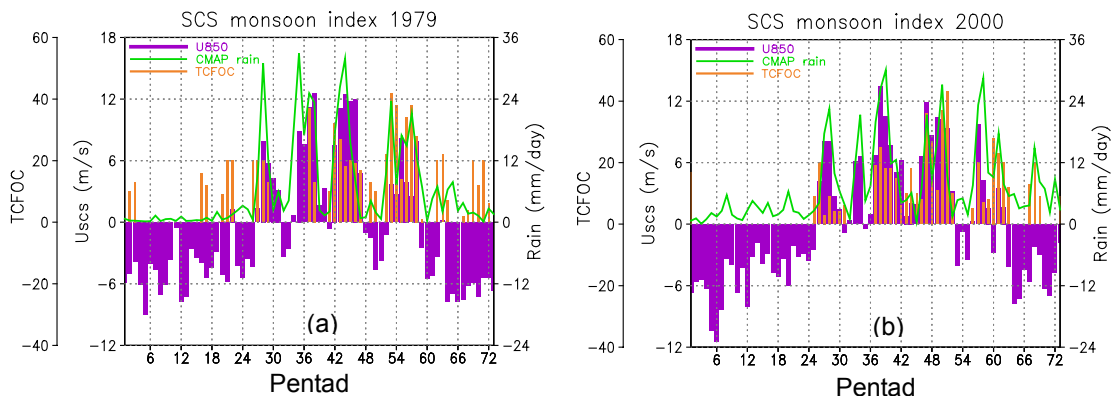 SCS monsoon index 1979
60
40
20
0
−20
−40
TCFOC
18
12
6
0
−6
−12
Uscs (m/s)
U850
CMAP rain
TCFOC
36
24
12
0
−12
−24
Rain (mm/day)
(a)
6 12 18 24 30 36 42 48 54 60 66 72
Pentad
SCS monsoon index 2000
60
40
20
0
−20
−40
TCFOC
18
12
6
0
−6
−12
Uscs (m/s)
U850
CMAP rain
TCFOC
36
24
12
0
−12
−24
Rain (mm/day)
(b)
6 12 18 24 30 36 42 48 54 60 66 72
Pentad